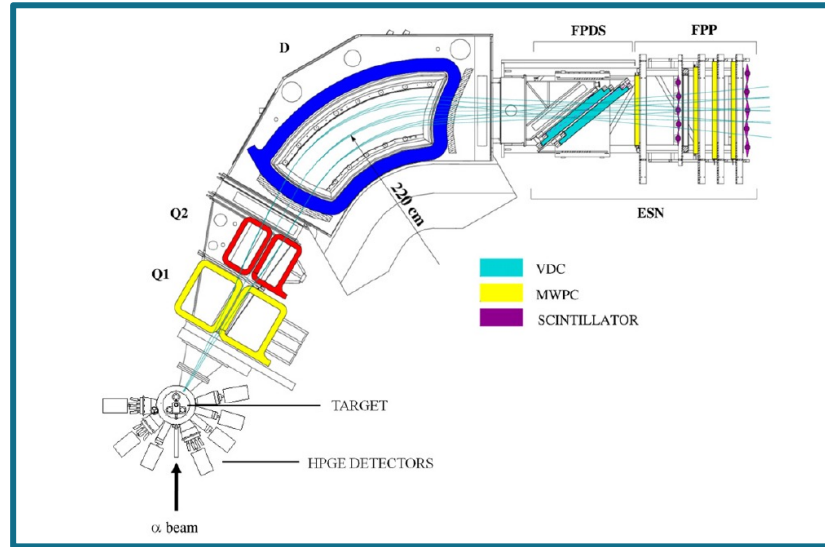 D
FPDS
FPP
Q2
220 cm
ESN
Q1
VDC
MWPC
SCINTILLATOR
TARGET
HPGE DETECTORS
α beam